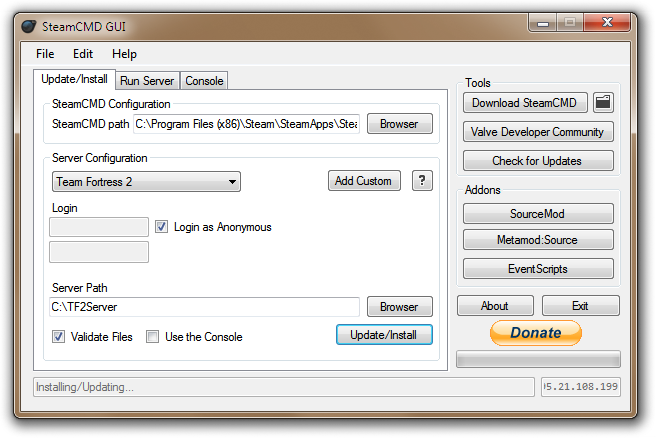 SteamCMD GUI
File Edit Help
Update/Install Run Server Console
SteamCMD Configuration
SteamCMD path C:\Program Files (x86)\Steam\SteamApps\Stea Browser
Server Configuration
Team Fortress 2 Add Custom ?
Login
Login as Anonymous
Server Path
C:\TF2Server Browser
Validate Files Use the Console Update/Install
Tools
Download SteamCMD
Valve Developer Community
Check for Updates
Addons
SourceMod
Metamod:Source
EventScripts
About Exit
Donate
Installing/Updating... 5.21.108.199